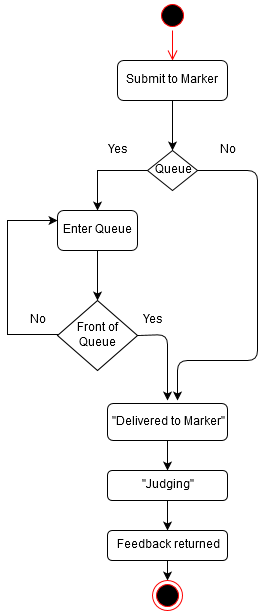 Submit to Marker
Yes
No
Queue
Enter Queue
No
Front of
Queue
Yes
"Delivered to Marker"
"Judging"
Feedback returned